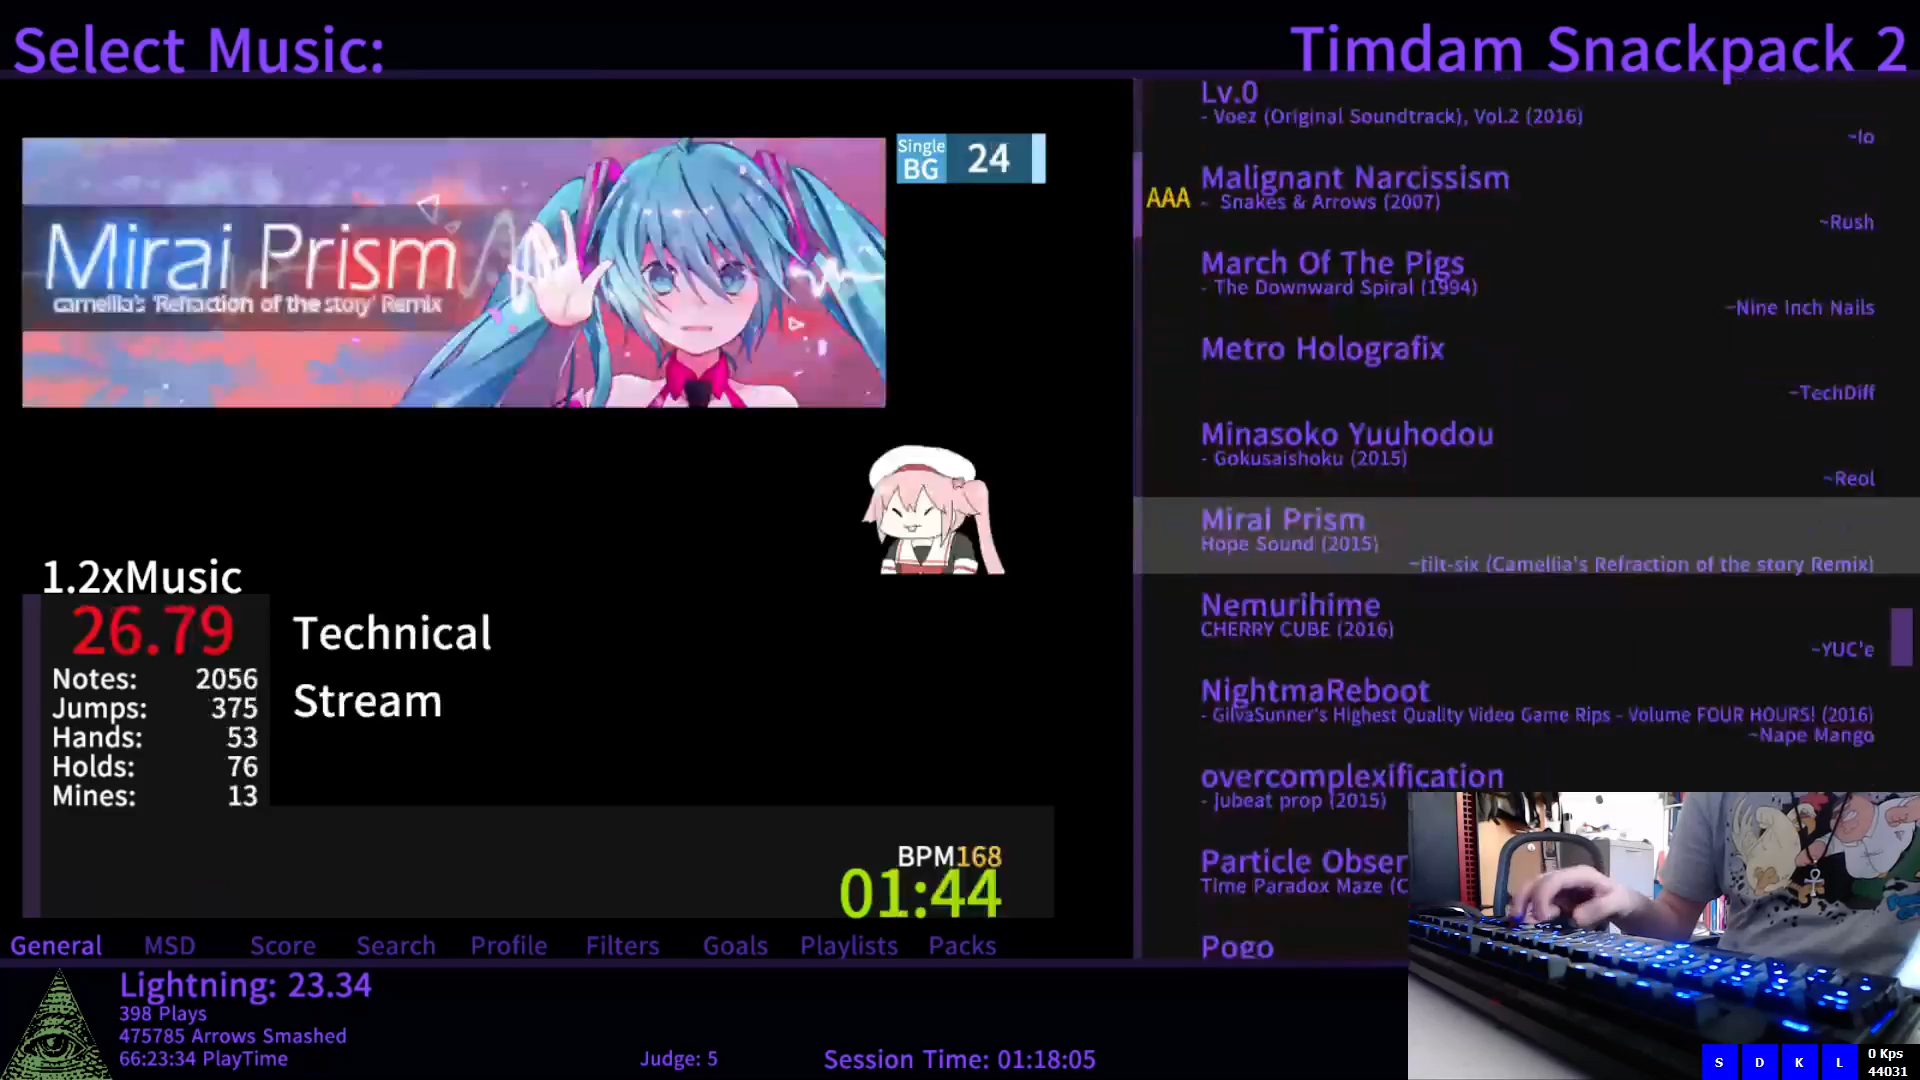 Select Music:
Timdam Snackpack 2
Mirai Prism
camellia's 'Refraction of the story' Remix
Single
BG
24
1.2xMusic
26.79
Notes: 2056
Jumps: 375
Hands: 53
Holds: 76
Mines: 13
Technical
Stream
BPM168
01:44
Lv.0
- Voez (Original Soundtrack), Vol.2 (2016)
~lo
AAA
Malignant Narcissism
- Snakes & Arrows (2007)
~Rush
March Of The Pigs
- The Downward Spiral (1994)
~Nine Inch Nails
Metro Holografix
~TechDiff
Minasoko Yuuhodou
- Gokusaishoku (2015)
~Reol
Mirai Prism
Hope Sound (2015)
~tilt-six (Camellia's Refraction of the story Remix)
Nemurihime
CHERRY CUBE (2016)
~YUC'e
NightmaReboot
- GilvaSunner's Highest Quality Video Game Rips - Volume FOUR HOURS! (2016)
~Nape Mango
overcomplexification
- jubeat prop (2015)
Particle Obser
Time Paradox Maze (C
Pogo
General MSD Score Search Profile Filters Goals Playlists Packs
Lightning: 23.34
398 Plays
475785 Arrows Smashed
66:23:34 PlayTime
Judge: 5
Session Time: 01:18:05
S D K L
0 Kps
44031